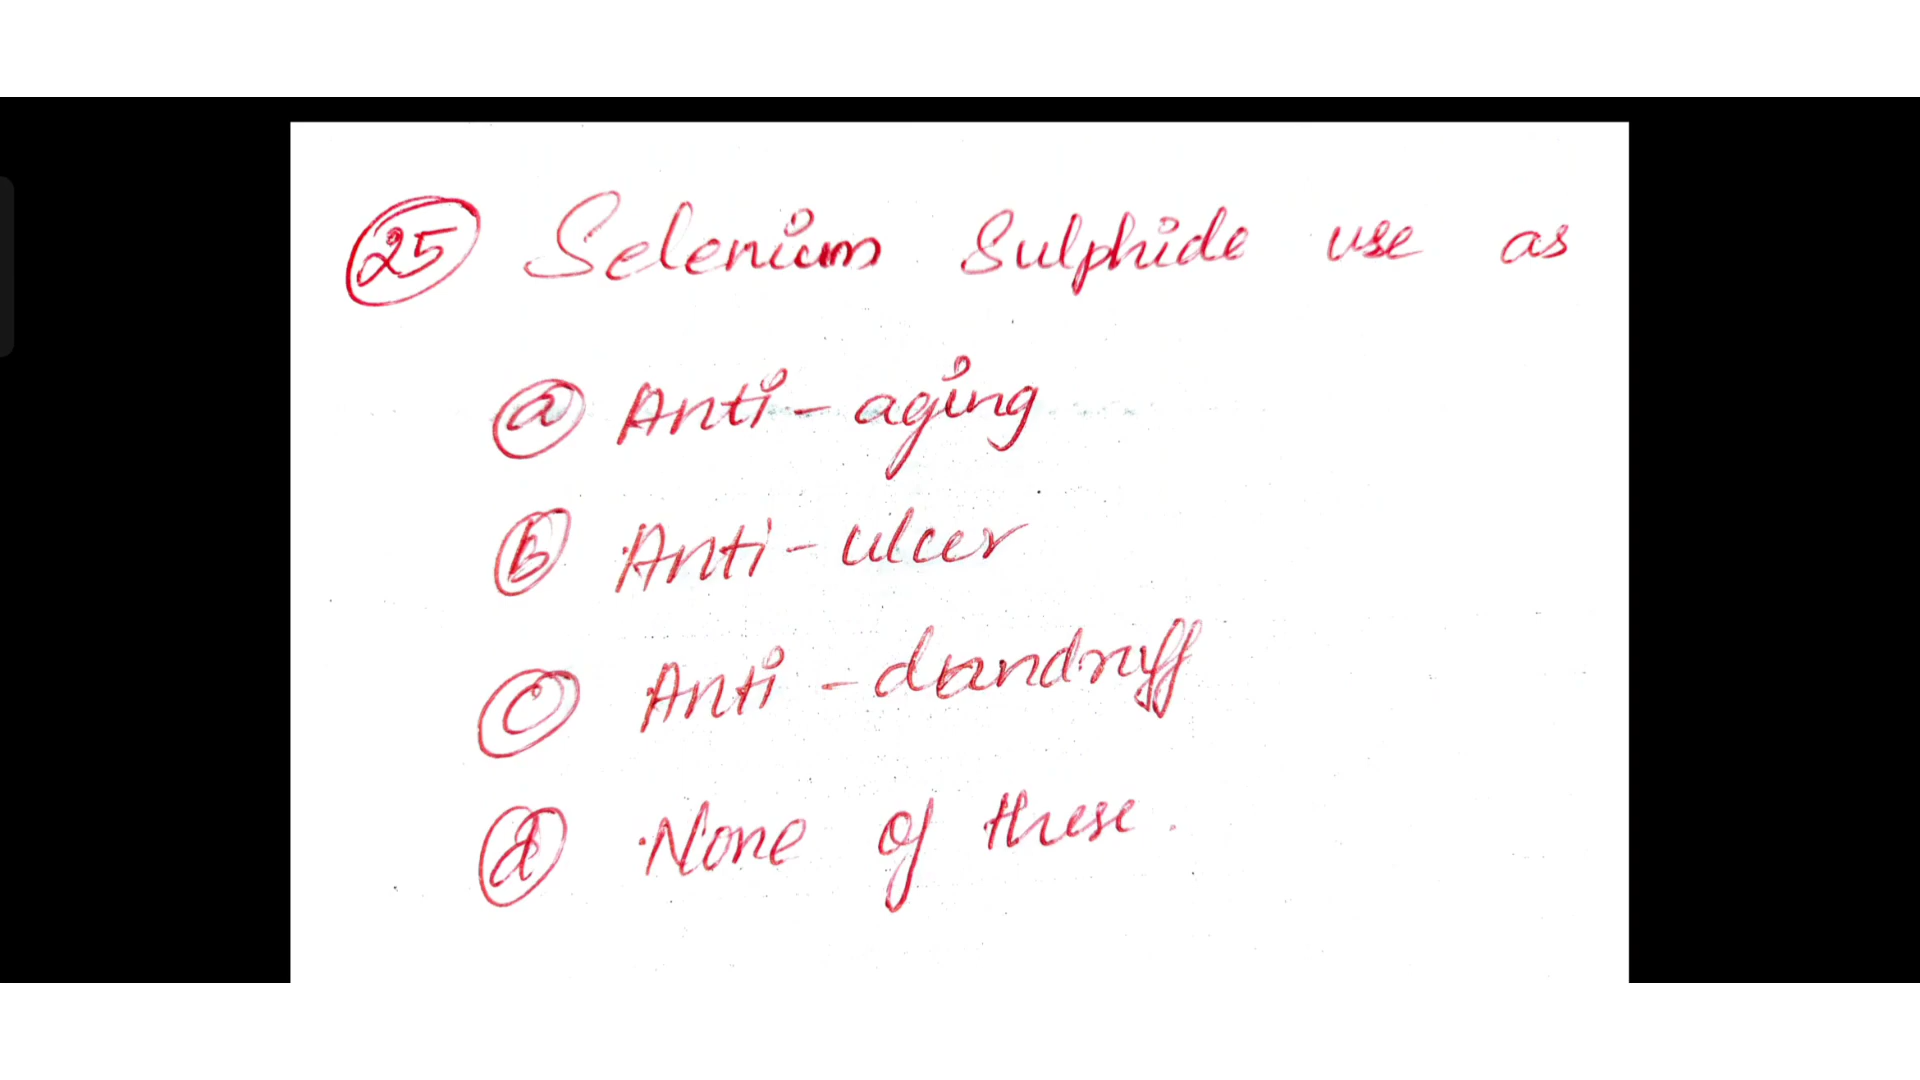 25 Selenium Sulphide use as
a Anti-aging
b Anti-ulcer
c Anti-dandruff
d None of these.